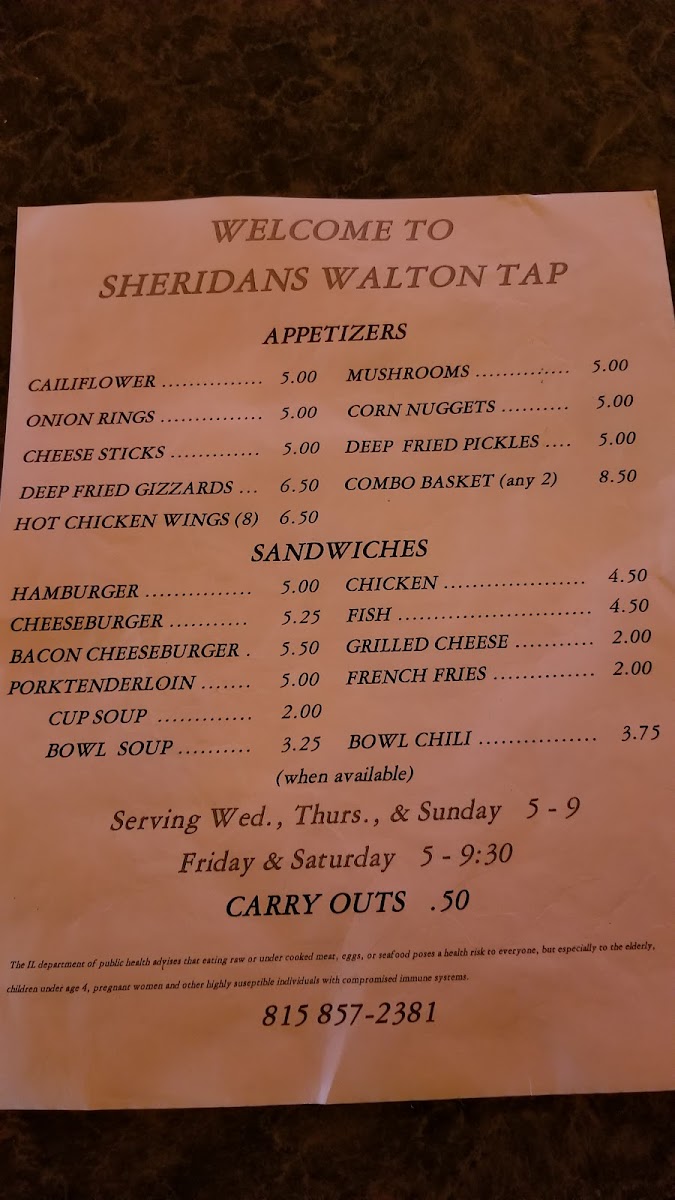 WELCOME TO
SHERIDANS WALTON TAP
APPETIZERS
CAILIFLOWER ............... 5.00 MUSHROOMS .............. 5.00
ONION RINGS ............... 5.00 CORN NUGGETS .......... 5.00
CHEESE STICKS ............. 5.00 DEEP FRIED PICKLES .... 5.00
DEEP FRIED GIZZARDS ... 6.50 COMBO BASKET (any 2) 8.50
HOT CHICKEN WINGS (8) 6.50
SANDWICHES
HAMBURGER ................ 5.00 CHICKEN .................... 4.50
CHEESEBURGER ........... 5.25 FISH ........................... 4.50
BACON CHEESEBURGER . 5.50 GRILLED CHEESE ........... 2.00
PORKTENDERLOIN ....... 5.00 FRENCH FRIES .............. 2.00
CUP SOUP ............. 2.00
BOWL SOUP .......... 3.25 BOWL CHILI ................ 3.75
(when available)
Serving Wed., Thurs., & Sunday 5 - 9
Friday & Saturday 5 - 9:30
CARRY OUTS .50
The IL department of public health advises that eating raw or under cooked meat, eggs, or seafood poses a health risk to everyone, but especially to the elderly,
children under age 4, pregnant women and other highly suseptible individuals with compromised immune systems.
815 857-2381